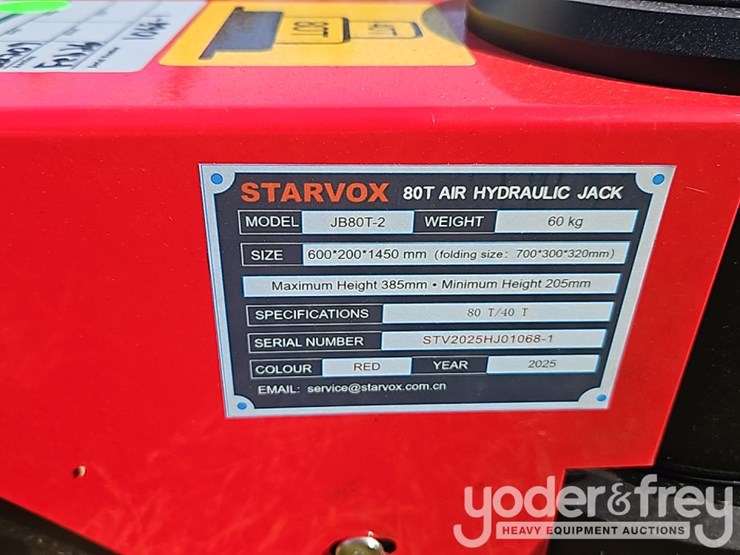 80T
40T
STARVOX 80T AIR HYDRAULIC JACK
MODEL JB80T-2 WEIGHT 60 kg
SIZE 600*200*1450 mm (folding size: 700*300*320mm)
Maximum Height 385mm • Minimum Height 205mm
SPECIFICATIONS 80 T/40 T
SERIAL NUMBER STV2025HJ01068-1
COLOUR RED YEAR 2025
EMAIL: service@starvox.com.cn
yoder&frey
HEAVY EQUIPMENT AUCTIONS